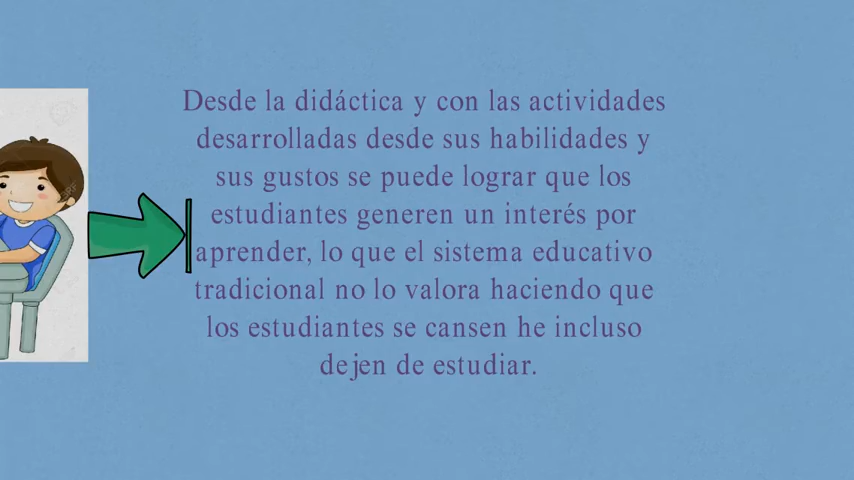 Desde la didáctica y con las actividades
desarrolladas desde sus habilidades y
sus gustos se puede lograr que los
estudiantes generen un interés por
aprender, lo que el sistema educativo
tradicional no lo valora haciendo que
los estudiantes se cansen he incluso
dejen de estudiar.